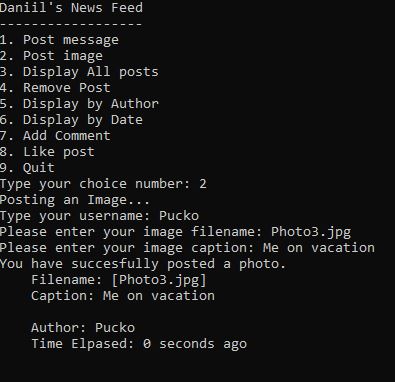 Daniil's News Feed
------------------
1. Post message
2. Post image
3. Display All posts
4. Remove Post
5. Display by Author
6. Display by Date
7. Add Comment
8. Like post
9. Quit
Type your choice number: 2
Posting an Image...
Type your username: Pucko
Please enter your image filename: Photo3.jpg
Please enter your image caption: Me on vacation
You have succesfully posted a photo.
    Filename: [Photo3.jpg]
    Caption: Me on vacation

    Author: Pucko
    Time Elpased: 0 seconds ago